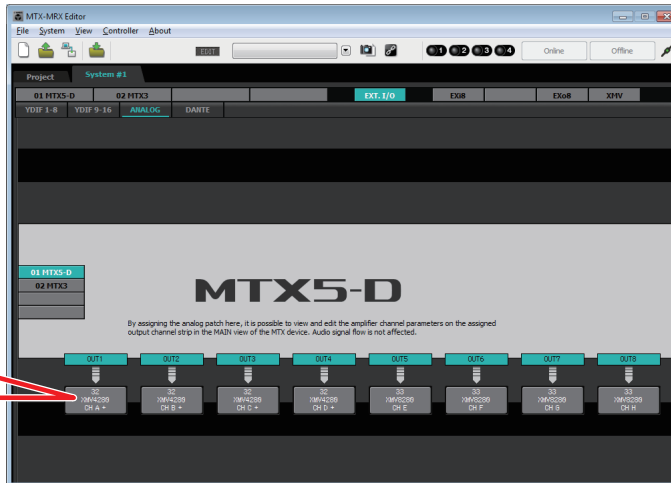 MTX-MRX Editor
File System View Controller About
EDIT 1 2 3 4 Online Offline
Project System #1
01 MTX5-D 02 MTX3 EXT. I/O EXi8 EXo8 XMV
YDIF 1-8 YDIF 9-16 ANALOG DANTE
01 MTX5-D
02 MTX3
MTX5-D
By assigning the analog patch here, it is possible to view and edit the amplifier channel parameters on the assigned
output channel strip in the MAIN view of the MTX device. Audio signal flow is not affected.
OUT1 OUT2 OUT3 OUT4 OUT5 OUT6 OUT7 OUT8
32 32 32 32 33 33 33 33
XMV4280 XMV4280 XMV4280 XMV4280 XMV8280 XMV8280 XMV8280 XMV8280
CH A + CH B + CH C + CH D + CH E CH F CH G CH H